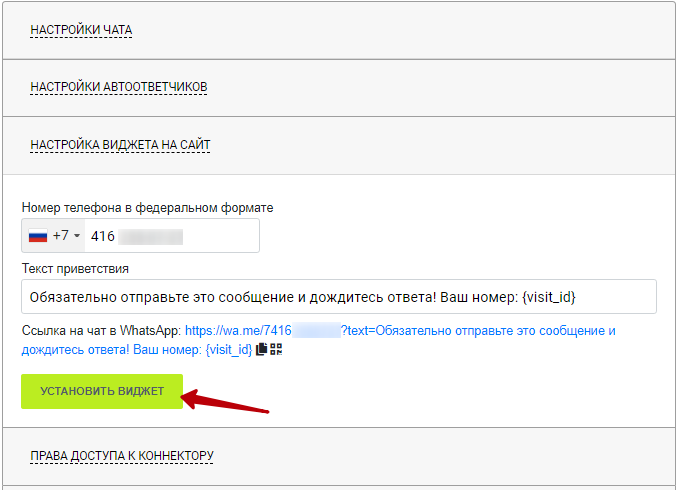 НАСТРОЙКИ ЧАТА
НАСТРОЙКИ АВТООТВЕТЧИКОВ
НАСТРОЙКА ВИДЖЕТА НА САЙТ
Номер телефона в федеральном формате
+7 416
Текст приветствия
Обязательно отправьте это сообщение и дождитесь ответа! Ваш номер: {visit_id}
Ссылка на чат в WhatsApp: https://wa.me/7416 ?text=Обязательно отправьте это сообщение и
дождитесь ответа! Ваш номер: {visit_id}
УСТАНОВИТЬ ВИДЖЕТ
ПРАВА ДОСТУПА К КОННЕКТОРУ